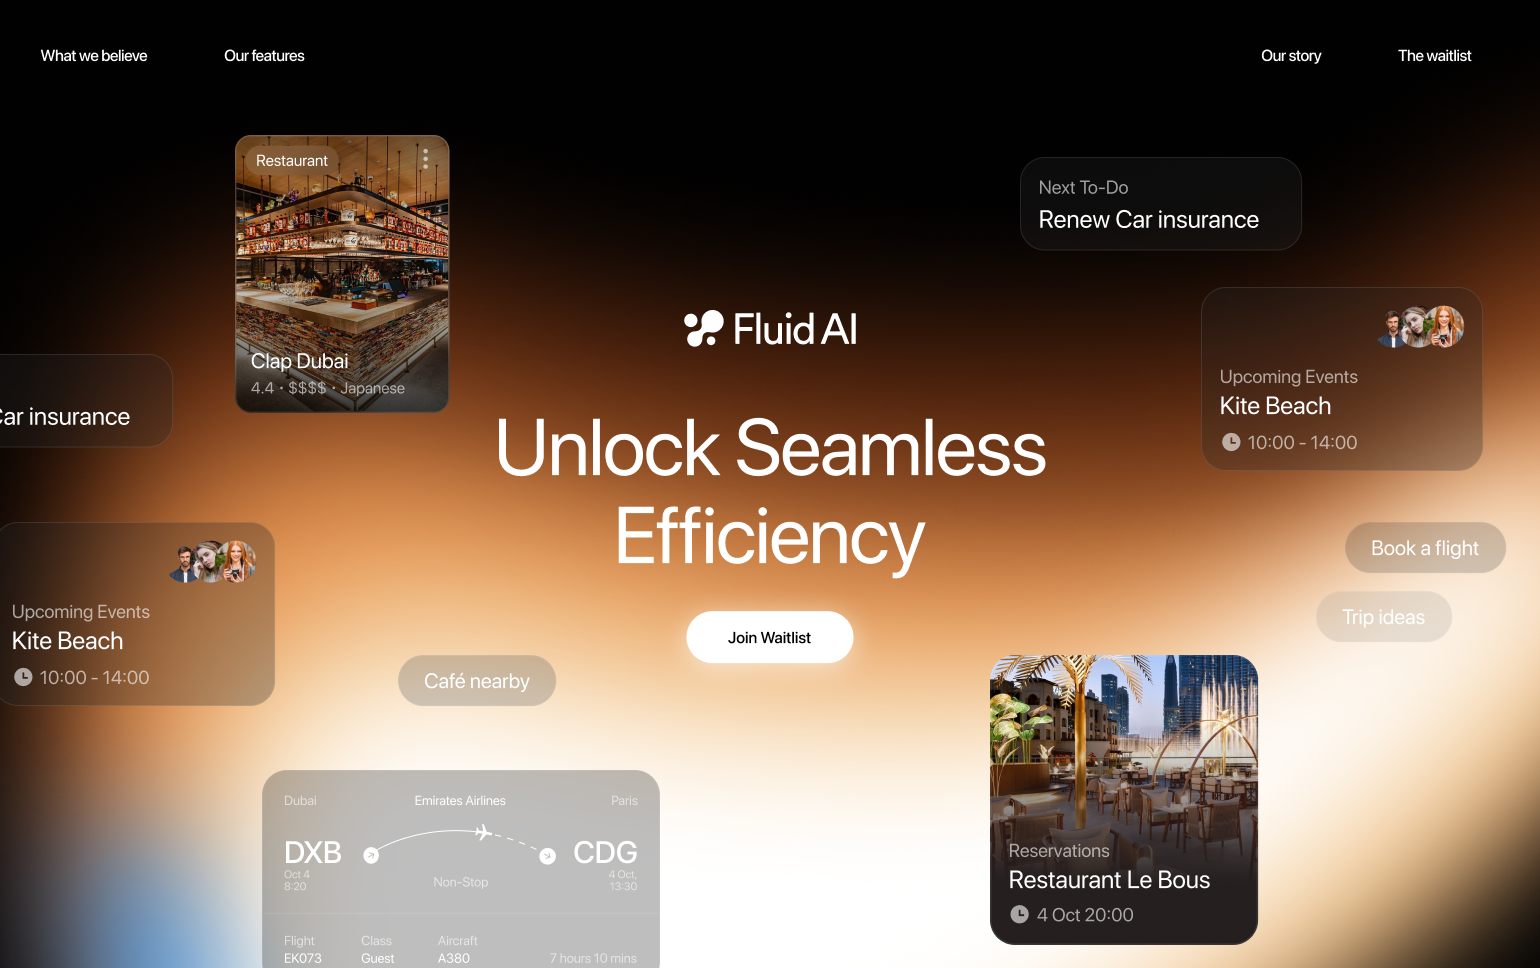 What we believe
Our features
Our story
The waitlist
Restaurant
Clap Dubai
4.4 • $$$$ • Japanese
Next To-Do
Renew Car insurance
Fluid AI
Upcoming Events
Kite Beach
10:00 - 14:00
Car insurance
Unlock Seamless
Efficiency
Book a flight
Trip ideas
Join Waitlist
Upcoming Events
Kite Beach
10:00 - 14:00
Café nearby
Dubai
Emirates Airlines
Paris
DXB
CDG
Oct 4
8:20
Non-Stop
4 Oct,
13:30
Flight
Class
Aircraft
EK073
Guest
A380
7 hours 10 mins
Reservations
Restaurant Le Bous
4 Oct 20:00